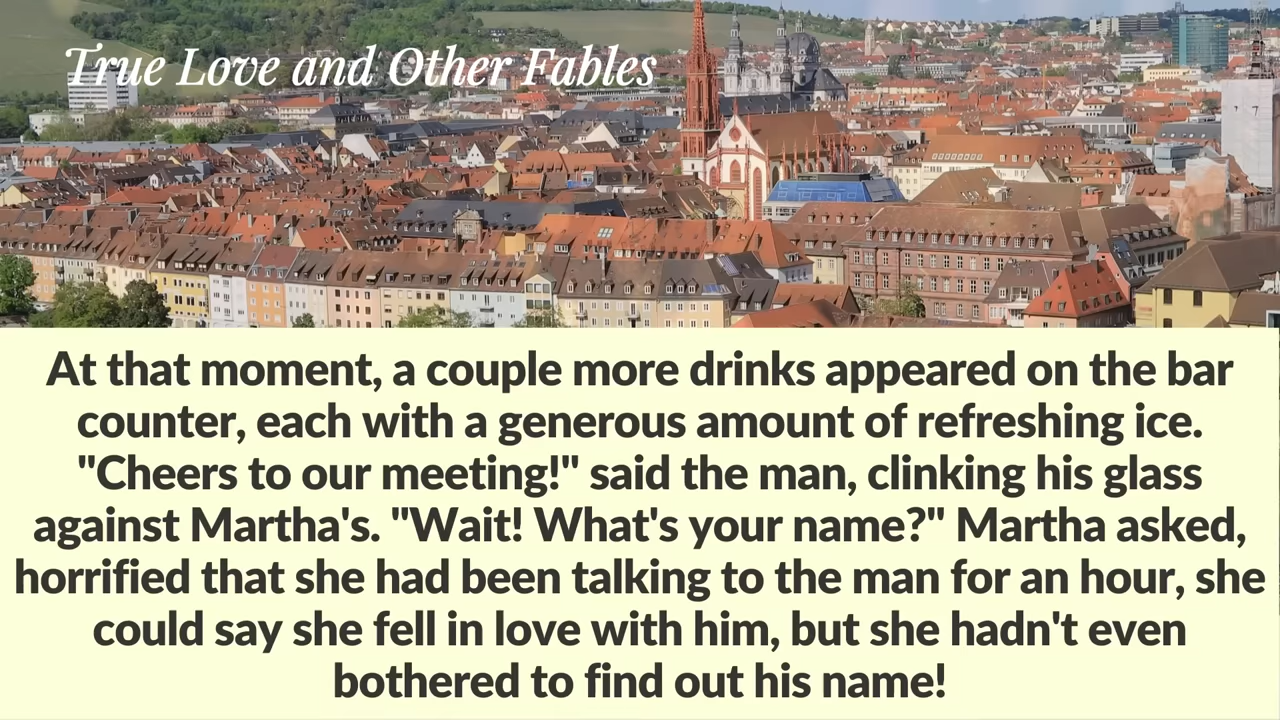 True Love and Other Fables
At that moment, a couple more drinks appeared on the bar
counter, each with a generous amount of refreshing ice.
"Cheers to our meeting!" said the man, clinking his glass
against Martha's. "Wait! What's your name?" Martha asked,
horrified that she had been talking to the man for an hour, she
could say she fell in love with him, but she hadn't even
bothered to find out his name!